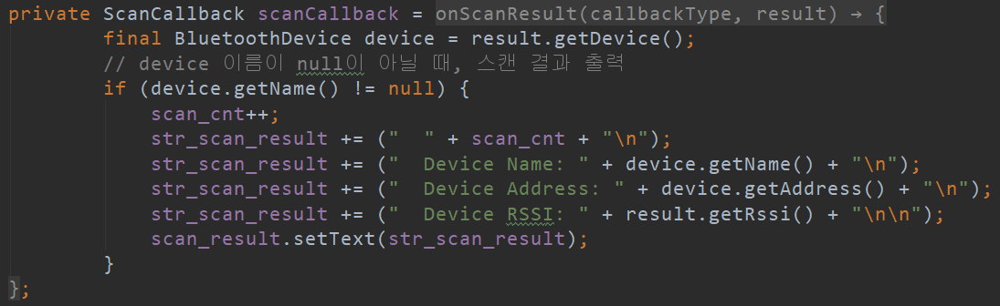 private ScanCallback scanCallback = onScanResult(callbackType, result) → {
final BluetoothDevice device = result.getDevice();
// device 이름이 null이 아닐 때, 스캔 결과 출력
if (device.getName() != null) {
scan_cnt++;
str_scan_result += ("  " + scan_cnt + "\n");
str_scan_result += ("  Device Name: " + device.getName() + "\n");
str_scan_result += ("  Device Address: " + device.getAddress() + "\n");
str_scan_result += ("  Device RSSI: " + result.getRssi() + "\n\n");
scan_result.setText(str_scan_result);
}
};